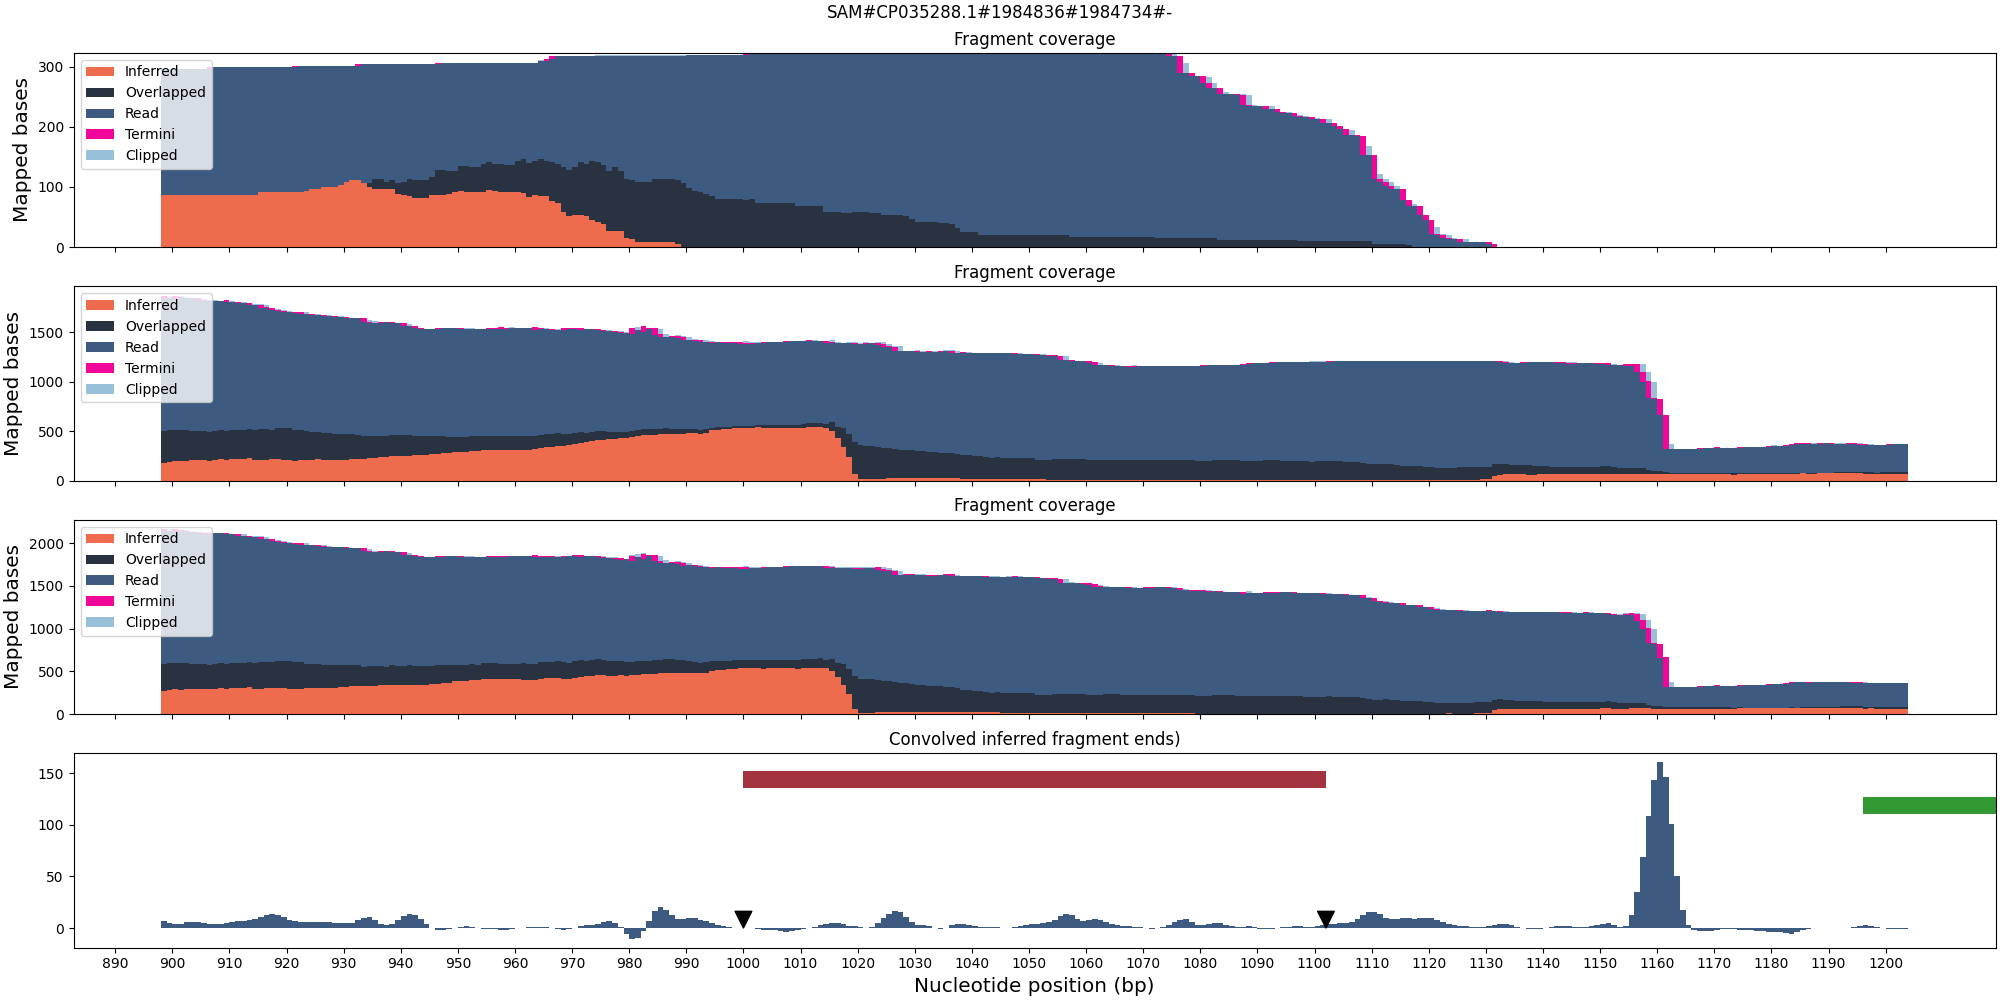 SAM#CP035288.1#1984836#1984734#-
Fragment coverage
Mapped bases
300
200
100
0
Inferred
Overlapped
Read
Termini
Clipped
Fragment coverage
Mapped bases
1500
1000
500
0
Inferred
Overlapped
Read
Termini
Clipped
Fragment coverage
Mapped bases
2000
1500
1000
500
0
Inferred
Overlapped
Read
Termini
Clipped
Convolved inferred fragment ends)
150
100
50
0
890 900 910 920 930 940 950 960 970 980 990 1000 1010 1020 1030 1040 1050 1060 1070 1080 1090 1100 1110 1120 1130 1140 1150 1160 1170 1180 1190 1200
Nucleotide position (bp)